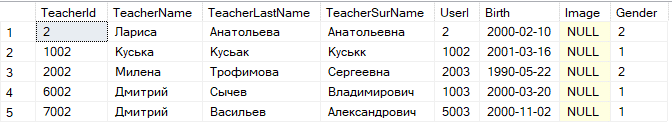 TeacherId TeacherName TeacherLastName TeacherSurName UserI Birth Image Gender
1 2 Лариса Анатольева Анатольевна 2 2000-02-10 NULL 2
2 1002 Куська Кусьак Куськк 1002 2001-03-16 NULL 1
3 2002 Милена Трофимова Сергеевна 2003 1990-05-22 NULL 2
4 6002 Дмитрий Сычев Владимирович 1003 2000-03-20 NULL 1
5 7002 Дмитрий Васильев Александрович 5003 2000-11-02 NULL 1